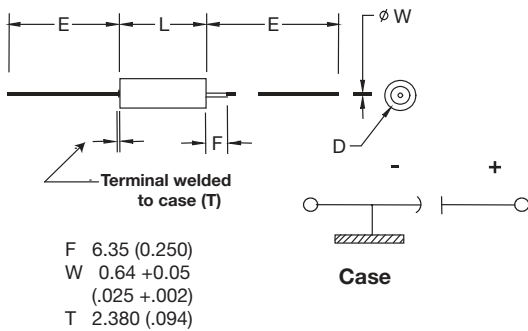 E L E ϕ W
F
D
Terminal welded
to case (T)
- +
Case
F 6.35 (0.250)
W 0.64 +0.05
(.025 +.002)
T 2.380 (.094)